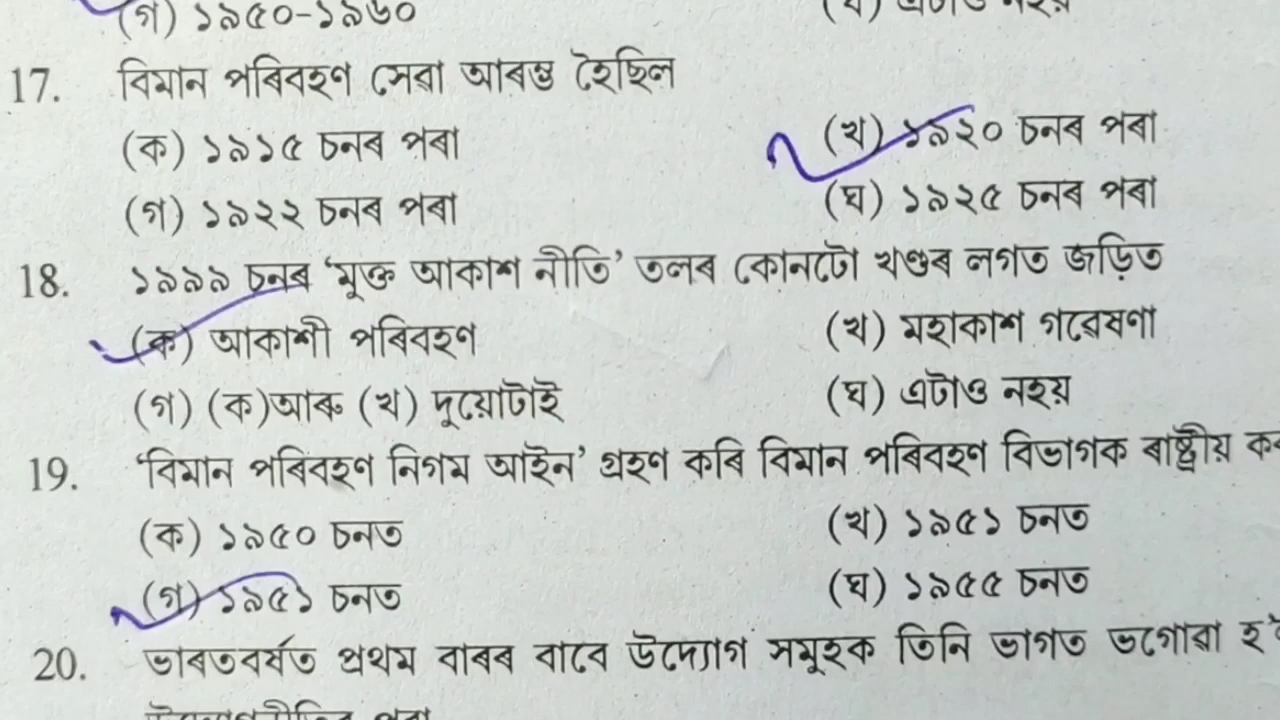 (গ) ১৯৫০-১৯৬০
17. বিমান পৰিবহণ সেৱা আৰম্ভ হৈছিল
(ক) ১৯১৫ চনৰ পৰা (খ) ১৯২০ চনৰ পৰা
(গ) ১৯২২ চনৰ পৰা (ঘ) ১৯২৫ চনৰ পৰা
18. ১৯৯৯ চনৰ ‘মুক্ত আকাশ নীতি’ তলৰ কোনটো খণ্ডৰ লগত জড়িত
(ক) আকাশী পৰিবহণ (খ) মহাকাশ গৱেষণা
(গ) (ক)আৰু (খ) দুয়োটাই (ঘ) এটাও নহয়
19. ‘বিমান পৰিবহণ নিগম আইন’ গ্ৰহণ কৰি বিমান পৰিবহণ বিভাগক ৰাষ্ট্ৰীয়
(ক) ১৯৫০ চনত (খ) ১৯৫১ চনত
(গ) ১৯৫১ চনত (ঘ) ১৯৫৫ চনত
20. ভাৰতবৰ্ষত প্ৰথম বাৰৰ বাবে উদ্যোগ সমূহক তিনি ভাগত ভগোৱা